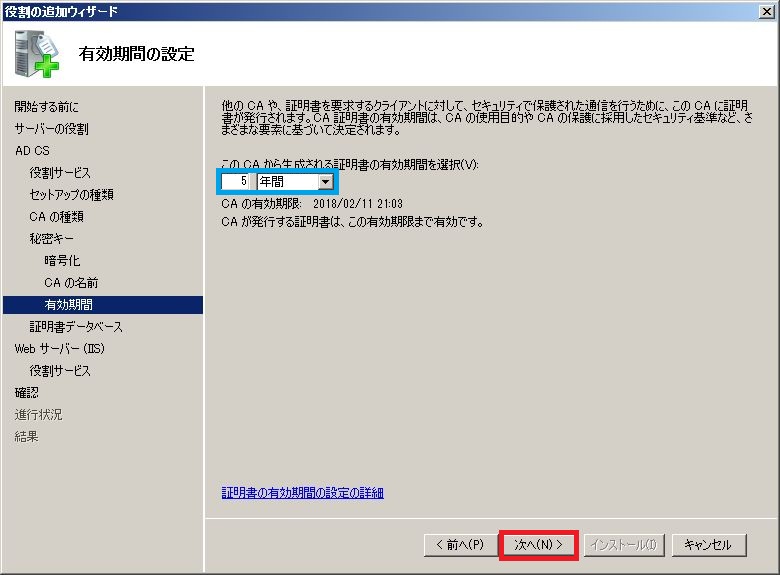 役割の追加ウィザード
有効期間の設定
開始する前に
サーバーの役割
AD CS
役割サービス
セットアップの種類
CA の種類
秘密キー
暗号化
CA の名前
有効期間
証明書データベース
Web サーバー (IIS)
役割サービス
確認
進行状況
結果
他の CA や、証明書を要求するクライアントに対して、セキュリティで保護された通信を行うために、この CA に証明
書が発行されます。CA 証明書の有効期間は、CA の使用目的や CA の保護に採用したセキュリティ基準など、さ
まざまな要素に基づいて決定されます。
この CA から生成される証明書の有効期間を選択(V):
5 年間
CA の有効期限: 2018/02/11 21:03
CA が発行する証明書は、この有効期限まで有効です。
証明書の有効期間の設定の詳細
< 前へ(P) 次へ(N) > インストール(I) キャンセル